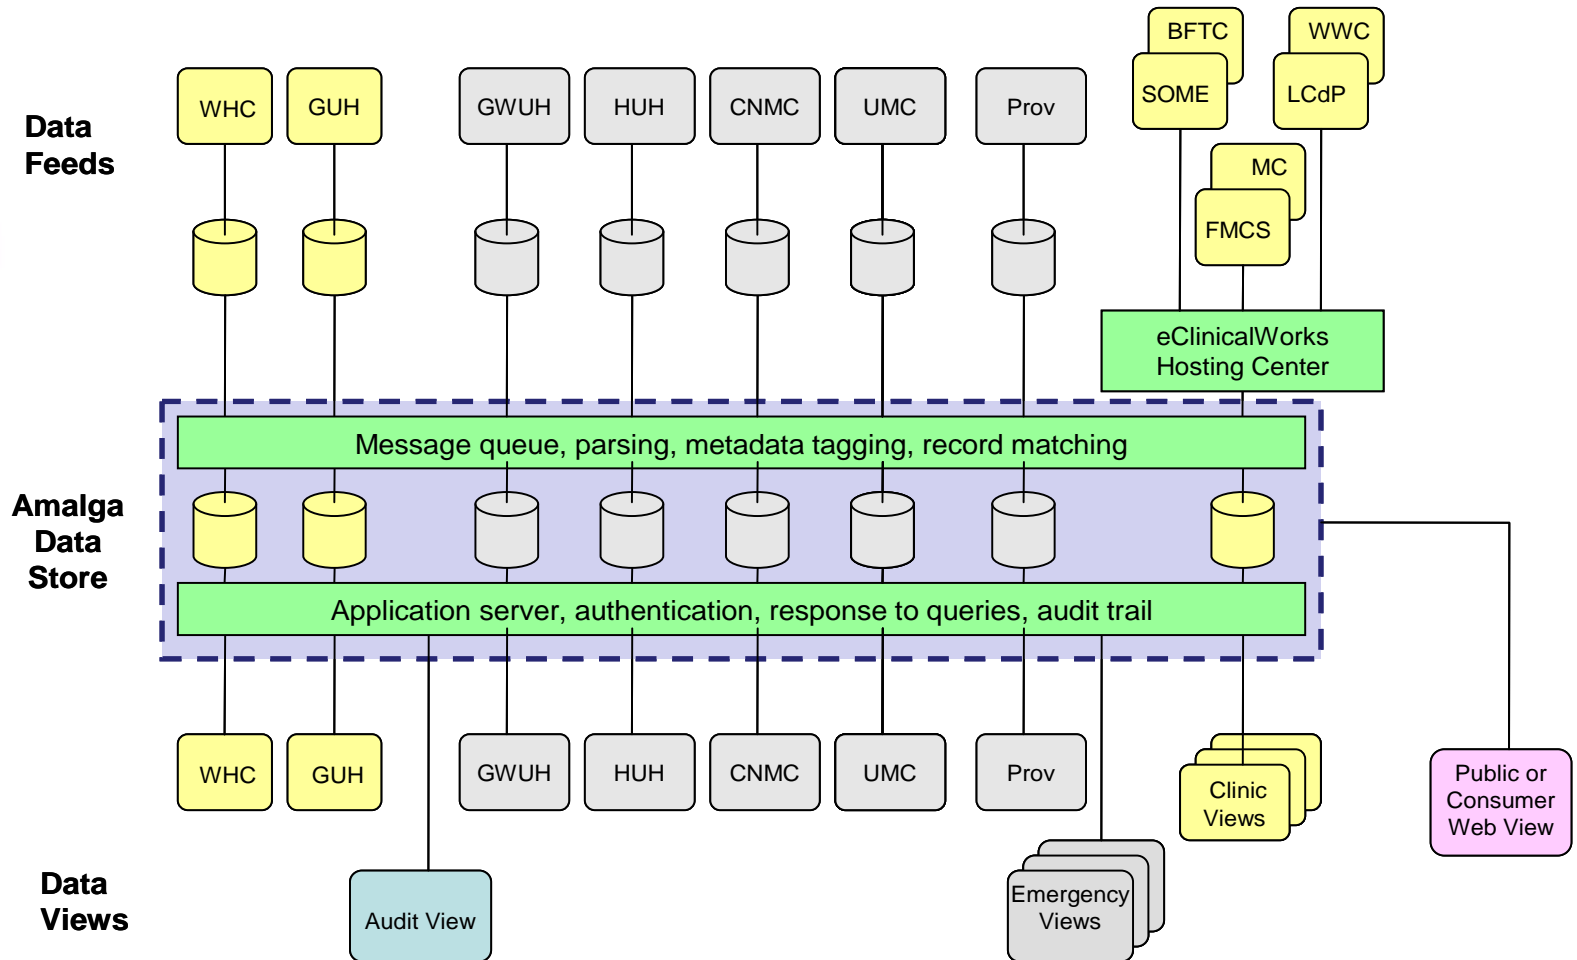 BFTC
WWC
WHC
GUH
GWUH
HUH
CNMC
UMC
Prov
SOME
LCdP
Data
Feeds
MC
FMCS
eClinicalWorks
Hosting Center
Message queue, parsing, metadata tagging, record matching
Amalga
Data
Store
Application server, authentication, response to queries, audit trail
WHC
GUH
GWUH
HUH
CNMC
UMC
Prov
Clinic
Views
Public or
Consumer
Web View
Data
Views
Audit View
Emergency
Views